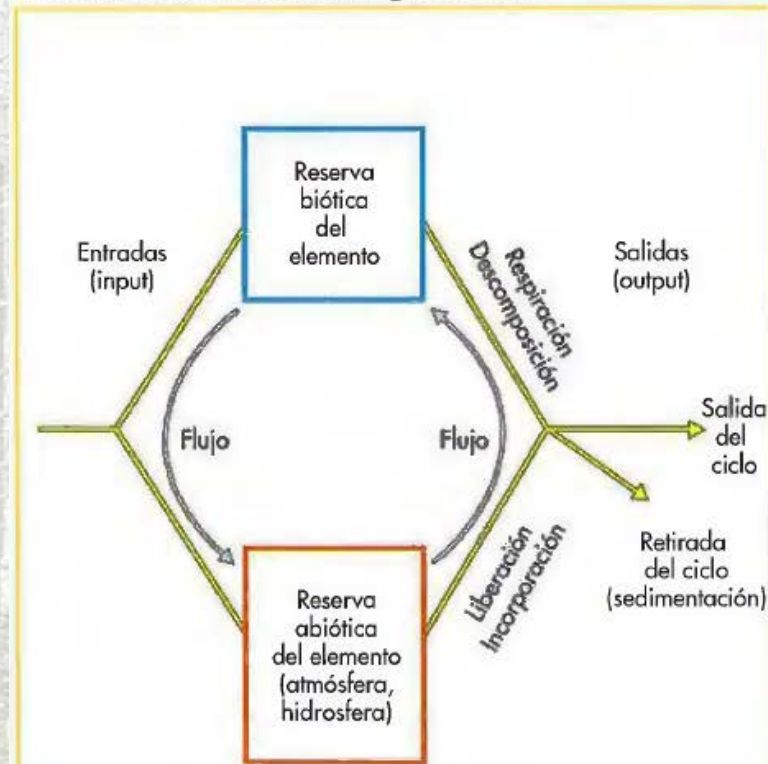 Reserva
biótica
del
elemento
Entradas
(input)
Respiración
Descomposición
Salidas
(output)
Flujo
Flujo
Salida
del
ciclo
Reserva
abiótica
del elemento
(atmósfera,
hidrosfera)
Liberación
Incorporación
Retirada
del ciclo
(sedimentación)